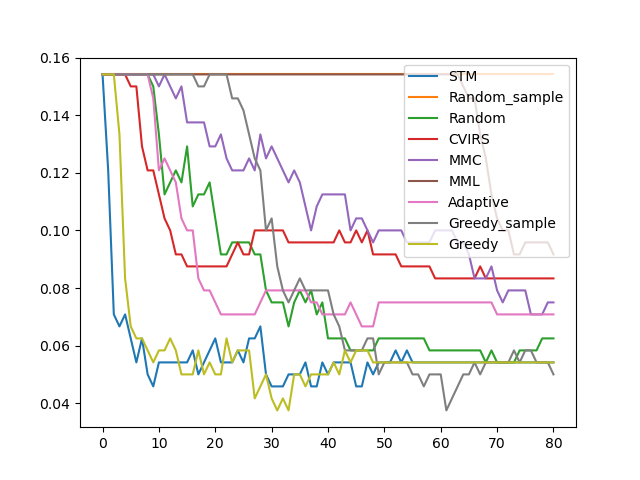 0.16
0.14
0.12
0.10
0.08
0.06
0.04
0 10 20 30 40 50 60 70 80
STM
Random_sample
Random
CVIRS
MMC
MML
Adaptive
Greedy_sample
Greedy